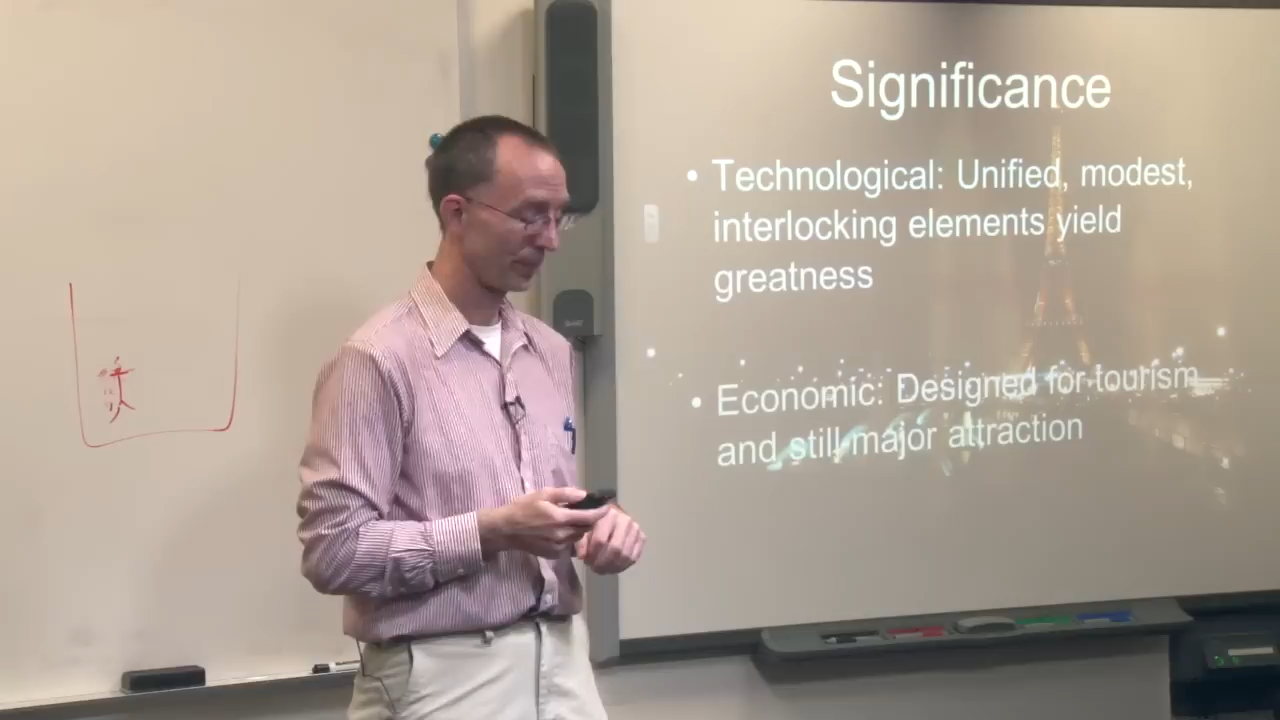 Significance
• Technological: Unified, modest,
interlocking elements yield
greatness
• Economic: Designed for tourism
and still major attraction